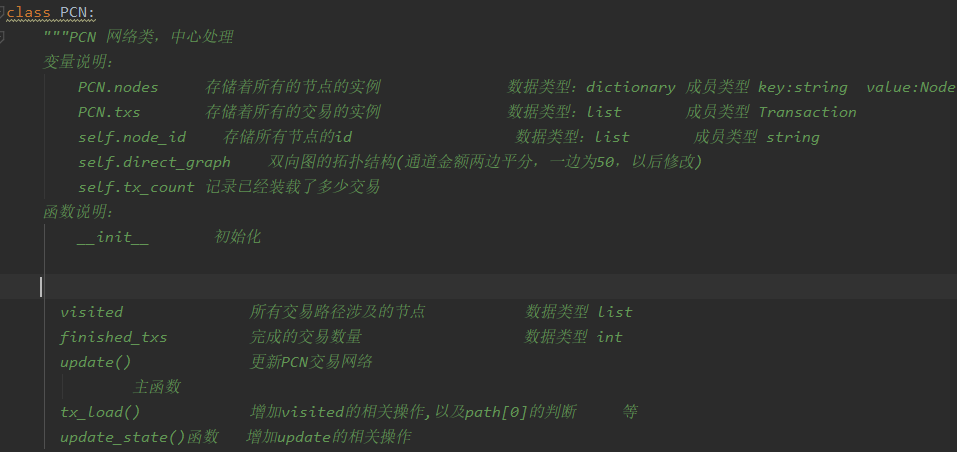 class PCN:
"""PCN 网络类，中心处理
变量说明：
PCN.nodes 存储着所有的节点的实例 数据类型：dictionary 成员类型 key:string value:Node
PCN.txs 存储着所有的交易的实例 数据类型：list 成员类型 Transaction
self.node_id 存储所有节点的id 数据类型：list 成员类型 string
self.direct_graph 双向图的拓扑结构(通道金额两边平分，一边为50，以后修改)
self.tx_count 记录已经装载了多少交易
函数说明：
__init__ 初始化
visited 所有交易路径涉及的节点 数据类型 list
finished_txs 完成的交易数量 数据类型 int
update() 更新PCN交易网络
主函数
tx_load() 增加visited的相关操作,以及path[0]的判断 等
update_state()函数 增加update的相关操作